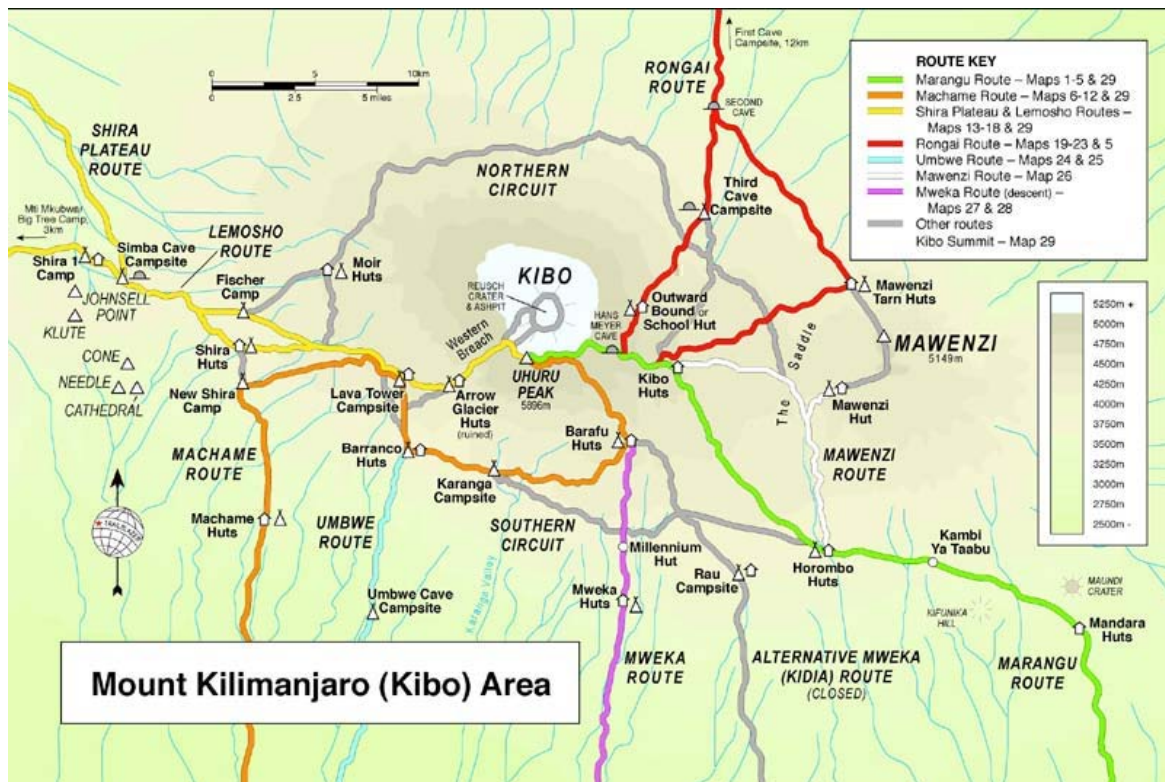 First Cave
Campsite, 12km
RONGAI
ROUTE
SECOND
CAVE
0 5 10km
0 2.5 5 miles
SHIRA
PLATEAU
ROUTE
NORTHERN
CIRCUIT
Third
Cave
Campsite
Mti Mkubwa/
Big Tree Camp,
3km
LEMOSHO
ROUTE
Simba Cave
Campsite
Shira 1
Camp
Fischer
Camp
Moir
Huts
KIBO
REUSCH
CRATER
& ASHPIT
Outward
Bound or
School Hut
Mawenzi
Tarn Huts
JOHNSELL
POINT
KLUTE
HANS
MEYER
CAVE
Western
Breach
The Saddle
MAWENZI
5149m
CONE
Shira
Huts
NEEDLE
CATHEDRAL
New Shira
Camp
Lava Tower
Campsite
Arrow
Glacier
Huts
(ruined)
UHURU
PEAK
5896m
Kibo
Huts
Mawenzi
Hut
MACHAME
ROUTE
Barranco
Huts
Barafu
Huts
MAWENZI
ROUTE
Karanga
Campsite
TRAILBLAZER
Machame
Huts
UMBWE
ROUTE
SOUTHERN
CIRCUIT
Millennium
Hut
Rau
Campsite
Horombo
Huts
Kambi
Ya Taabu
MAUNDI
CRATER
Karanga Valley
Umbwe Cave
Campsite
Mweka
Huts
KIFUNIKA
HILL
Mandara
Huts
MWEKA
ROUTE
ALTERNATIVE MWEKA
(KIDIA) ROUTE
(CLOSED)
MARANGU
ROUTE
Mount Kilimanjaro (Kibo) Area
ROUTE KEY
Marangu Route – Maps 1-5 & 29
Machame Route – Maps 6-12 & 29
Shira Plateau & Lemosho Routes –
Maps 13-18 & 29
Rongai Route – Maps 19-23 & 5
Umbwe Route – Maps 24 & 25
Mawenzi Route – Map 26
Mweka Route (descent) –
Maps 27 & 28
Other routes
Kibo Summit – Map 29
5250m +
5000m
4750m
4500m
4250m
4000m
3750m
3500m
3250m
3000m
2750m
2500m -